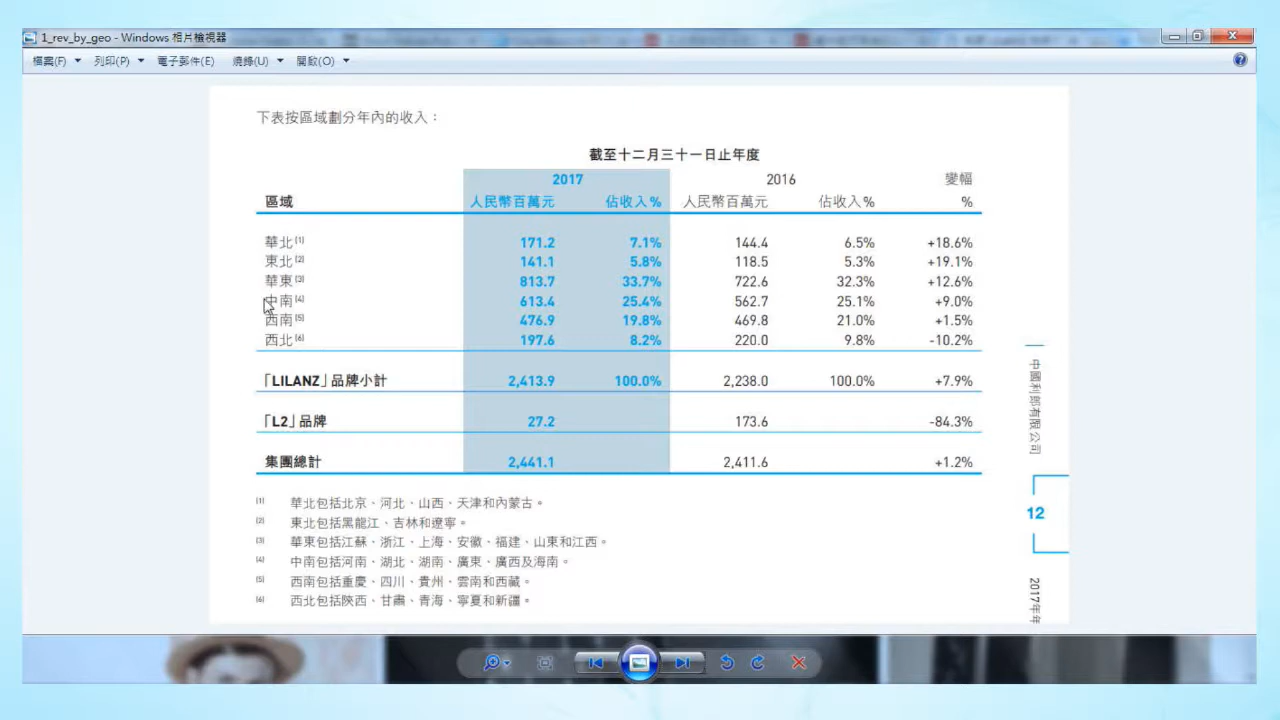 1_rev_by_geo - Windows 相片檢視器
檔案(F) 列印(P) 電子郵件(E) 燒錄(U) 開啟(O)
下表按區域劃分年內的收入：
截至十二月三十一日止年度
2017 2016 變幅
區域 人民幣百萬元 佔收入% 人民幣百萬元 佔收入% %
華北(1) 171.2 7.1% 144.4 6.5% +18.6%
東北(2) 141.1 5.8% 118.5 5.3% +19.1%
華東(3) 813.7 33.7% 722.6 32.3% +12.6%
中南(4) 613.4 25.4% 562.7 25.1% +9.0%
西南(5) 476.9 19.8% 469.8 21.0% +1.5%
西北(6) 197.6 8.2% 220.0 9.8% -10.2%
「LILANZ」品牌小計 2,413.9 100.0% 2,238.0 100.0% +7.9%
「L2」品牌 27.2 173.6 -84.3%
集團總計 2,441.1 2,411.6 +1.2%
(1) 華北包括北京、河北、山西、天津和內蒙古。
(2) 東北包括黑龍江、吉林和遼寧。
(3) 華東包括江蘇、浙江、上海、安徽、福建、山東和江西。
(4) 中南包括河南、湖北、湖南、廣東、廣西及海南。
(5) 西南包括重慶、四川、貴州、雲南和西藏。
(6) 西北包括陝西、甘肅、青海、寧夏和新疆。
中國利郎有限公司
12
2017年年